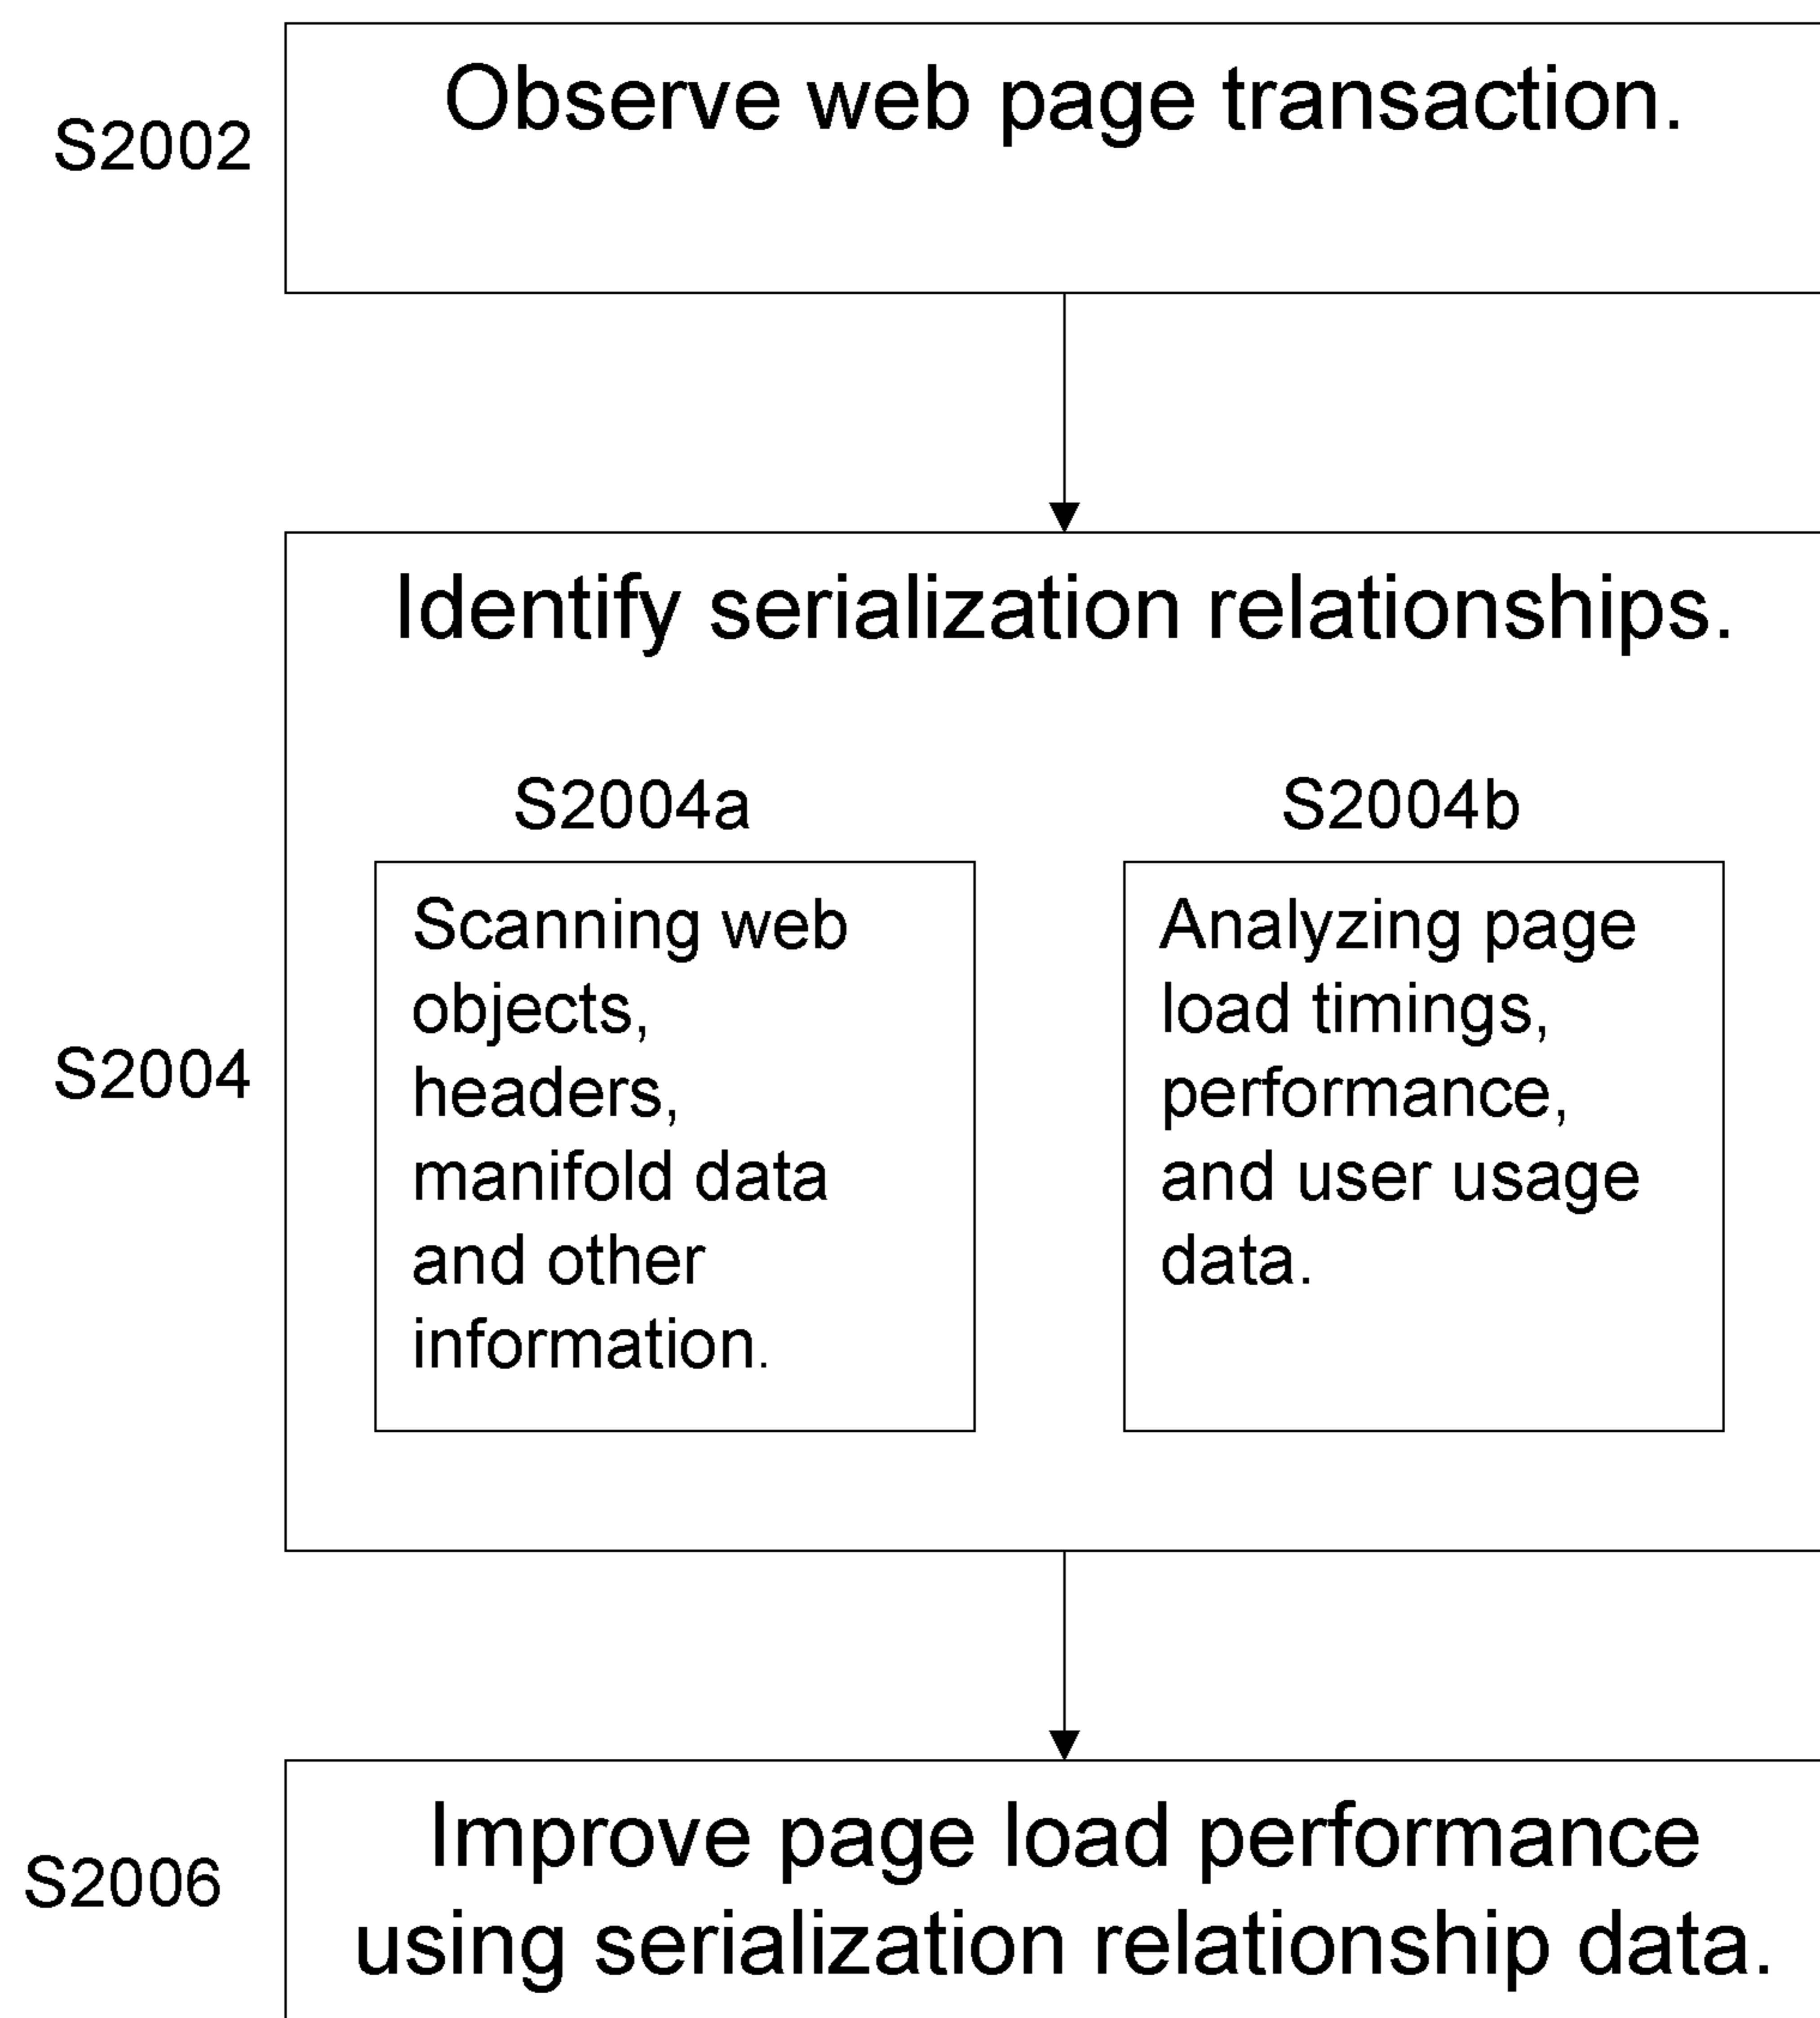 Observe web page transaction.
S2002
Identify serialization relationships.
S2004a
S2004b
Scanning web
objects,
headers,
manifold data
and other
information.
Analyzing page
load timings,
performance,
and user usage
data.
S2004
Improve page load performance
using serialization relationship data.
S2006